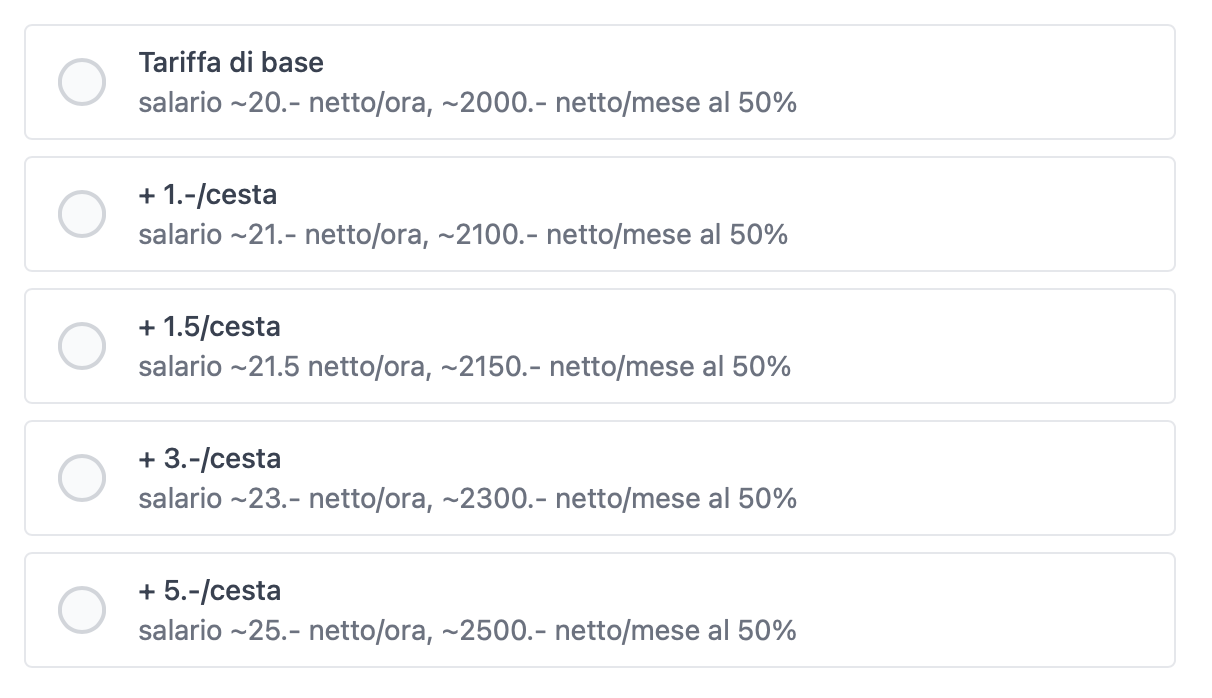 Tariffa di base
salario ~20.- netto/ora, ~2000.- netto/mese al 50%
+ 1.-/cesta
salario ~21.- netto/ora, ~2100.- netto/mese al 50%
+ 1.5/cesta
salario ~21.5 netto/ora, ~2150.- netto/mese al 50%
+ 3.-/cesta
salario ~23.- netto/ora, ~2300.- netto/mese al 50%
+ 5.-/cesta
salario ~25.- netto/ora, ~2500.- netto/mese al 50%